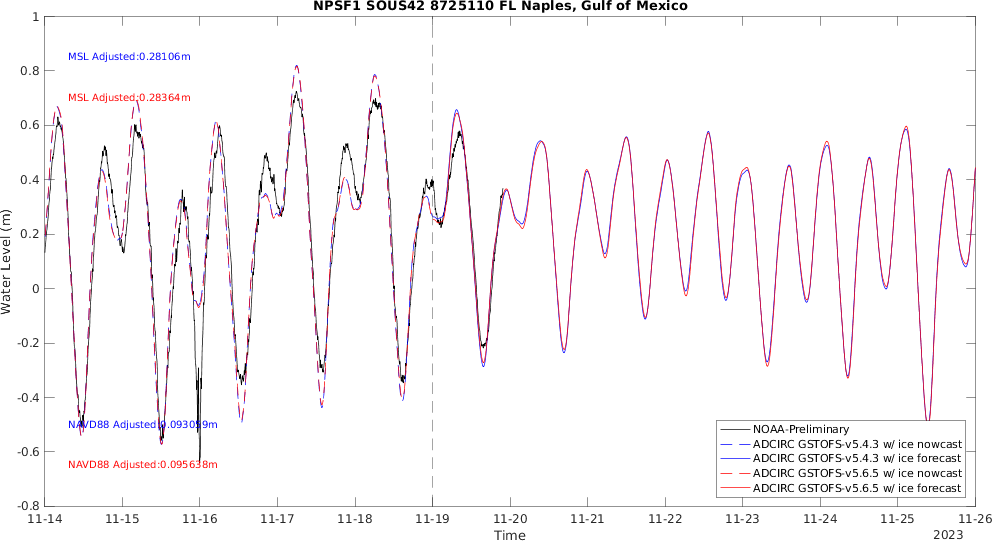 NPSF1 SOUS42 8725110 FL Naples, Gulf of Mexico
1
0.8
0.6
0.4
0.2
0
-0.2
-0.4
-0.6
-0.8
Water Level (m)
MSL Adjusted:0.28106m
MSL Adjusted:0.28364m
NAVD88 Adjusted:0.093059m
NAVD88 Adjusted:0.095638m
NOAA-Preliminary
ADCIRC GSTOFS-v5.4.3 w/ ice nowcast
ADCIRC GSTOFS-v5.4.3 w/ ice forecast
ADCIRC GSTOFS-v5.6.5 w/ ice nowcast
ADCIRC GSTOFS-v5.6.5 w/ ice forecast
11-14 11-15 11-16 11-17 11-18 11-19 11-20 11-21 11-22 11-23 11-24 11-25 11-26
Time
2023